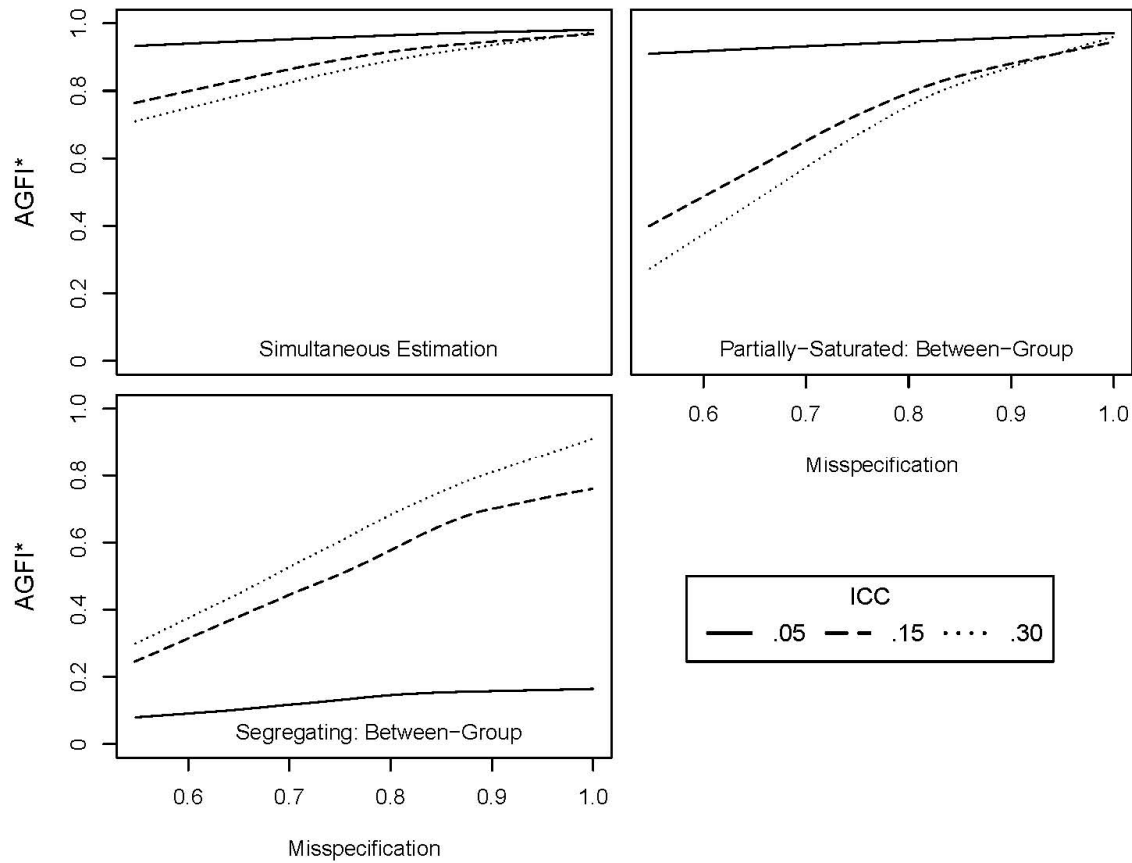 AGFI*
1.0
0.8
0.6
0.4
0.2
0
Simultaneous Estimation
Partially−Saturated: Between−Group
0.6 0.7 0.8 0.9 1.0
Misspecification
AGFI*
1.0
0.8
0.6
0.4
0.2
0
Segregating: Between−Group
0.6 0.7 0.8 0.9 1.0
Misspecification
ICC
.05 .15 .30